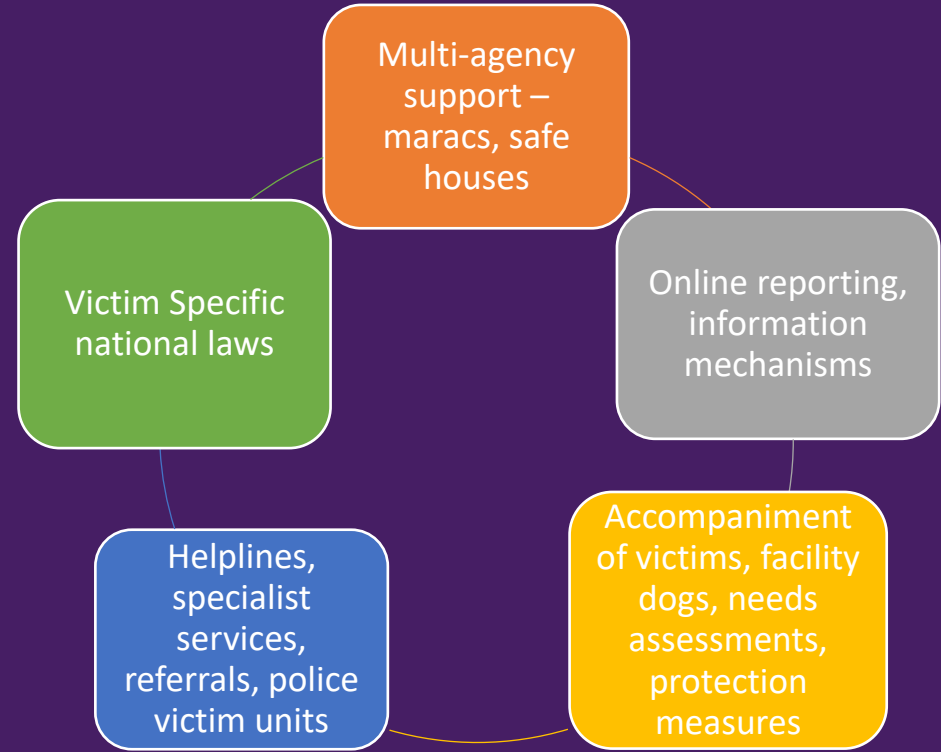 Multi-agency
support –
maracs, safe
houses
Online reporting,
information
mechanisms
Accompaniment
of victims, facility
dogs, needs
assessments,
protection
measures
Helplines,
specialist
services,
referrals, police
victim units
Victim Specific
national laws